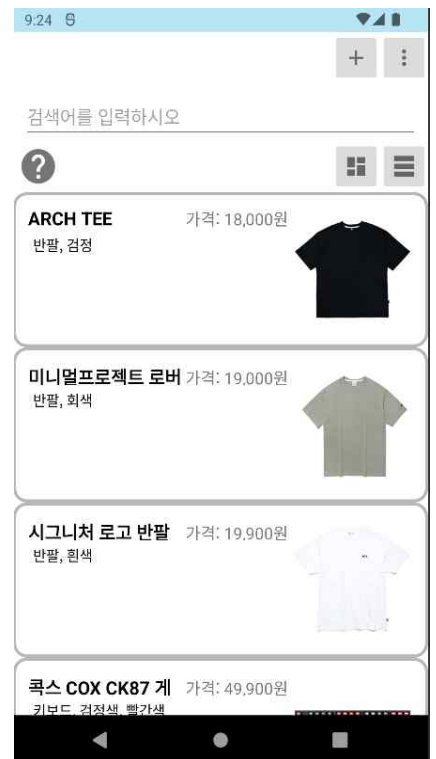 9:24
검색어를 입력하시오
?
ARCH TEE 가격: 18,000원
반팔, 검정
미니멀프로젝트 로버 가격: 19,000원
반팔, 회색
시그니처 로고 반팔 가격: 19,900원
반팔, 흰색
콕스 COX CK87 게 가격: 49,900원
키보드, 검정색, 빨간색